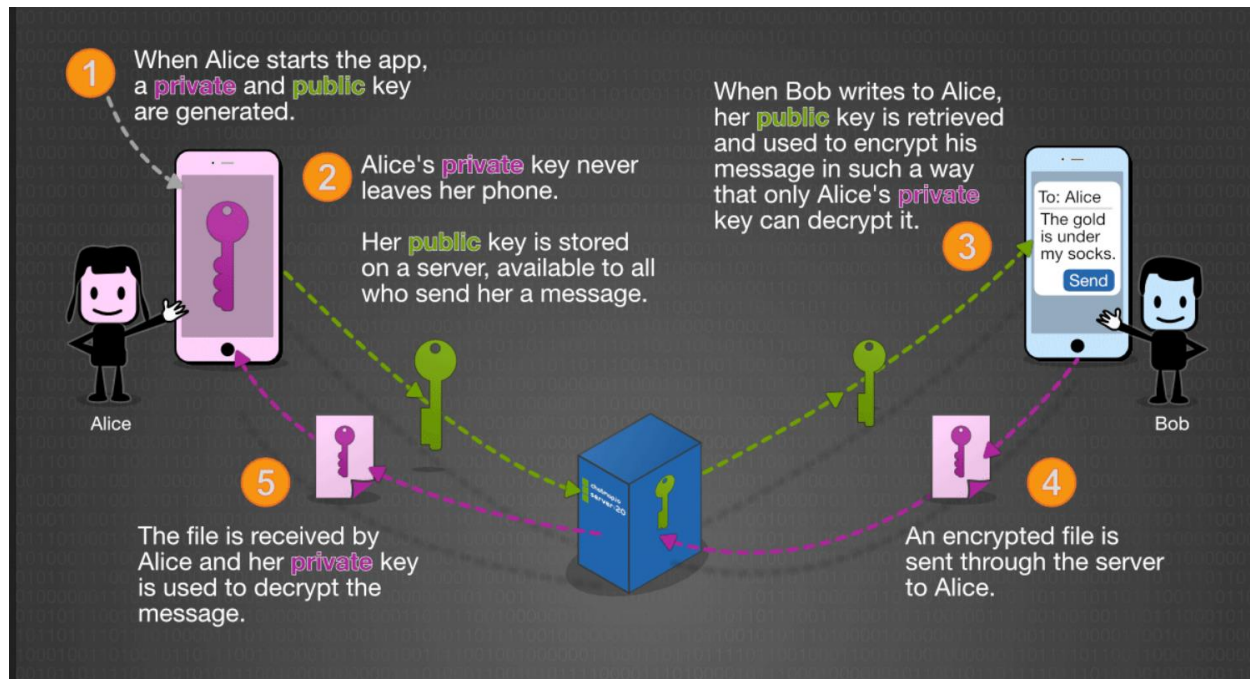 1
When Alice starts the app,
a private and public key
are generated.
2
Alice's private key never
leaves her phone.
Her public key is stored
on a server, available to all
who send her a message.
When Bob writes to Alice,
her public key is retrieved
and used to encrypt his
message in such a way
that only Alice's private
key can decrypt it.
3
To: Alice
The gold
is under
my socks.
Send
Alice
Bob
server:20
4
An encrypted file is
sent through the server
to Alice.
5
The file is received by
Alice and her private key
is used to decrypt the
message.